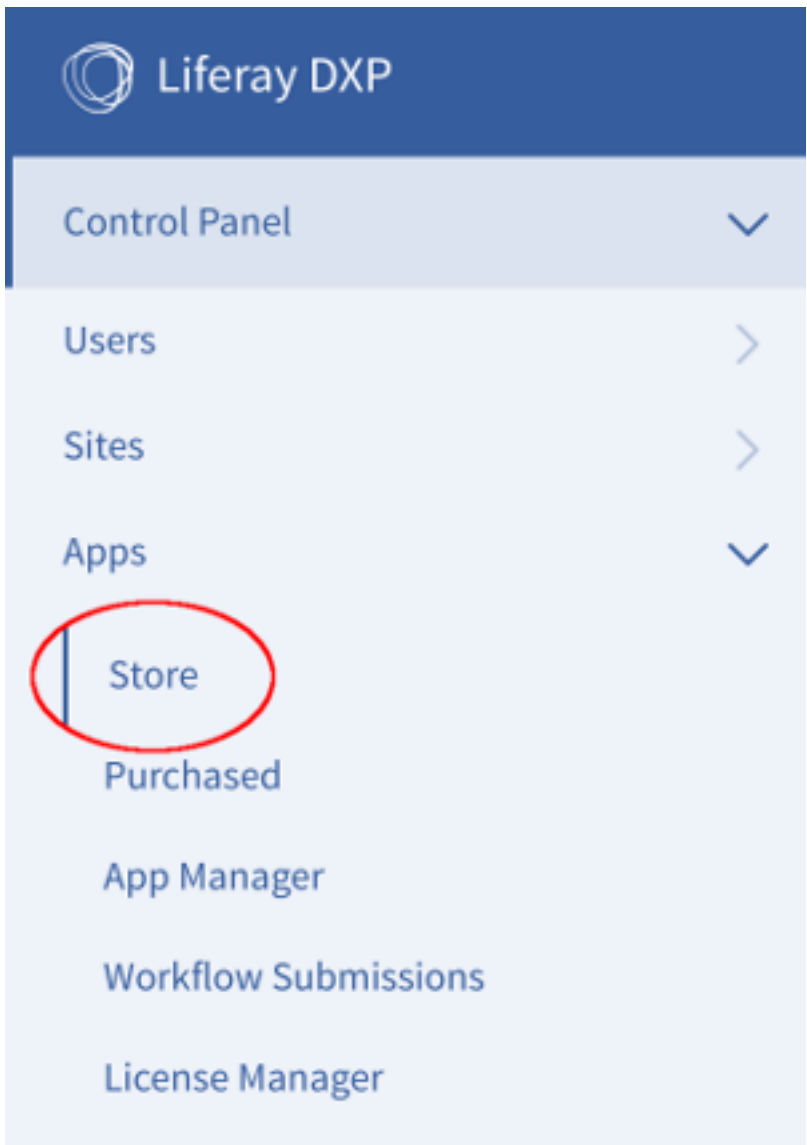 Liferay DXP
Control Panel
Users
Sites
Apps
Store
Purchased
App Manager
Workflow Submissions
License Manager